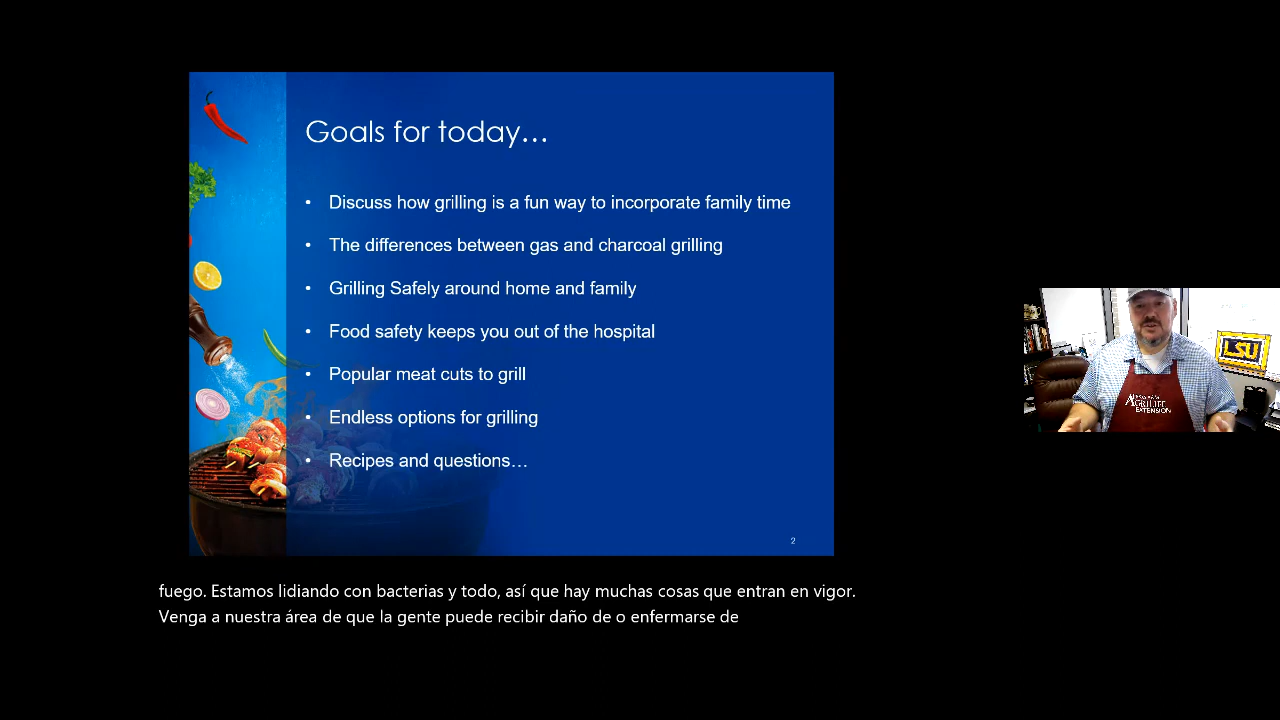 Goals for today…
• Discuss how grilling is a fun way to incorporate family time
• The differences between gas and charcoal grilling
• Grilling Safely around home and family
• Food safety keeps you out of the hospital
• Popular meat cuts to grill
• Endless options for grilling
• Recipes and questions…
2
LSU
AGRILIFE
EXTENSION
fuego. Estamos lidiando con bacterias y todo, así que hay muchas cosas que entran en vigor.
Venga a nuestra área de que la gente puede recibir daño de o enfermarse de